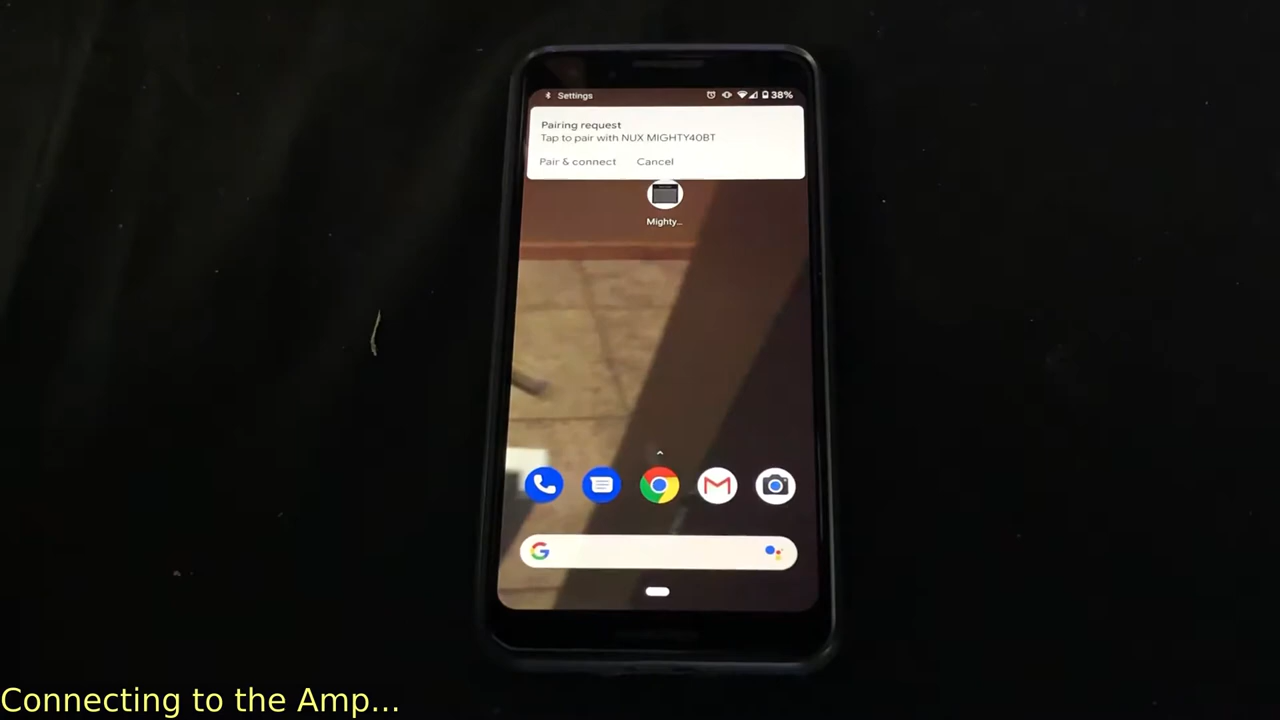 Settings
38%
Pairing request
Tap to pair with NUX MIGHTY40BT
Pair & connect
Cancel
Mighty...
Connecting to the Amp...